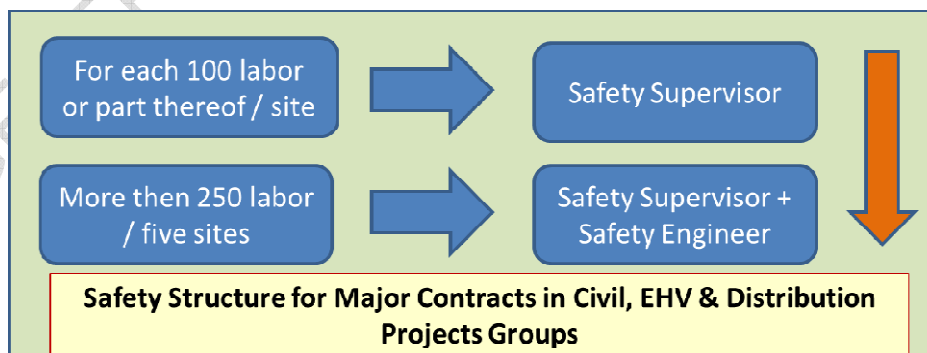 For each 100 labor
or part thereof / site
Safety Supervisor
More then 250 labor
/ five sites
Safety Supervisor +
Safety Engineer
Safety Structure for Major Contracts in Civil, EHV & Distribution
Projects Groups